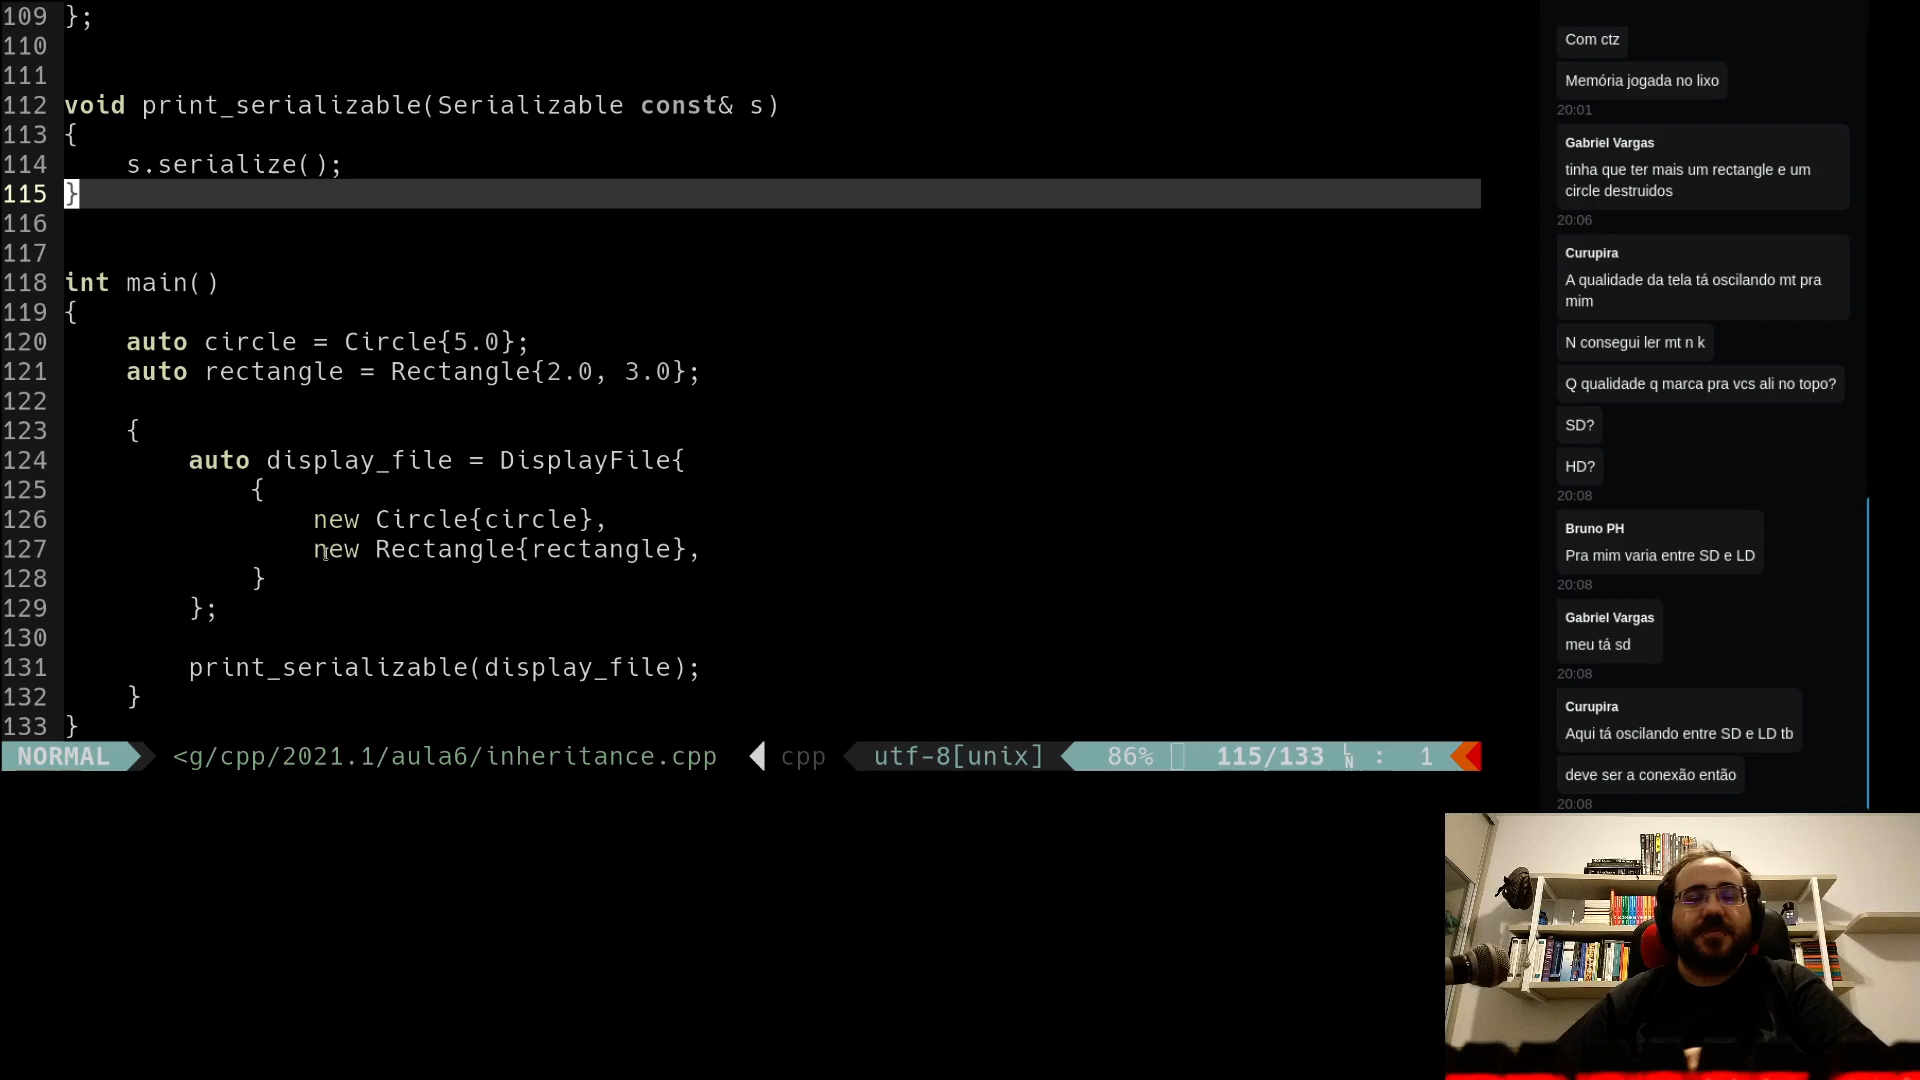 109 };
110
111
112 void print_serializable(Serializable const& s)
113 {
114     s.serialize();
115 }
116
117
118 int main()
119 {
120     auto circle = Circle{5.0};
121     auto rectangle = Rectangle{2.0, 3.0};
122
123     {
124         auto display_file = DisplayFile{
125             {
126                 new Circle{circle},
127                 new Rectangle{rectangle},
128             }
129         };
130
131         print_serializable(display_file);
132     }
133 }
NORMAL <g/cpp/2021.1/aula6/inheritance.cpp cpp utf-8[unix] 86% 115/133 LN : 1
Com ctz
Memória jogada no lixo
20:01
Gabriel Vargas
tinha que ter mais um rectangle e um
circle destruidos
20:06
Curupira
A qualidade da tela tá oscilando mt pra
mim
N consegui ler mt n k
Q qualidade q marca pra vcs ali no topo?
SD?
HD?
20:08
Bruno PH
Pra mim varia entre SD e LD
20:08
Gabriel Vargas
meu tá sd
20:08
Curupira
Aqui tá oscilando entre SD e LD tb
deve ser a conexão então
20:08